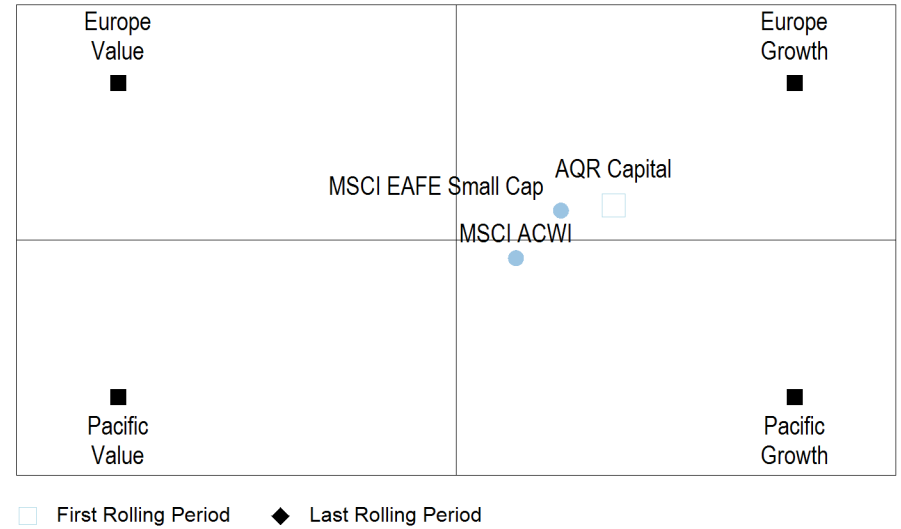 Europe
Value
Europe
Growth
AQR Capital
MSCI EAFE Small Cap
MSCI ACWI
Pacific
Value
Pacific
Growth
First Rolling Period
Last Rolling Period